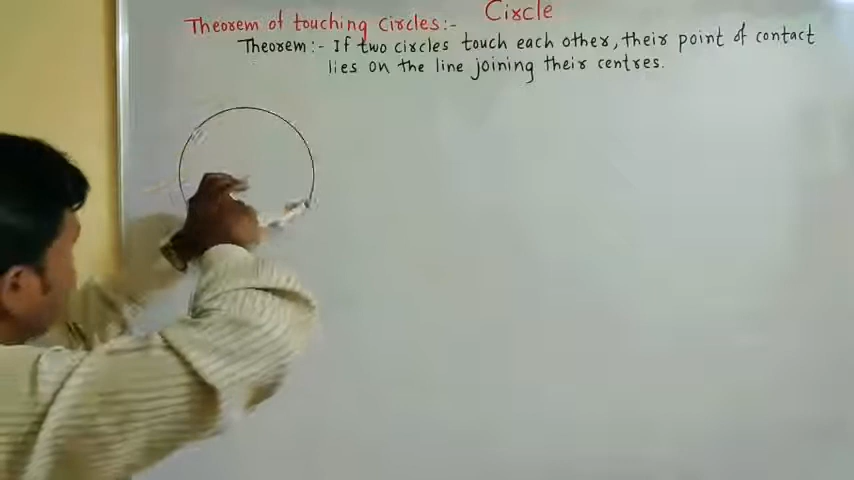 Circle
Theorem of touching Circles:-
Theorem:- If two circles touch each other, their point of contact
lies on the line joining their centres.